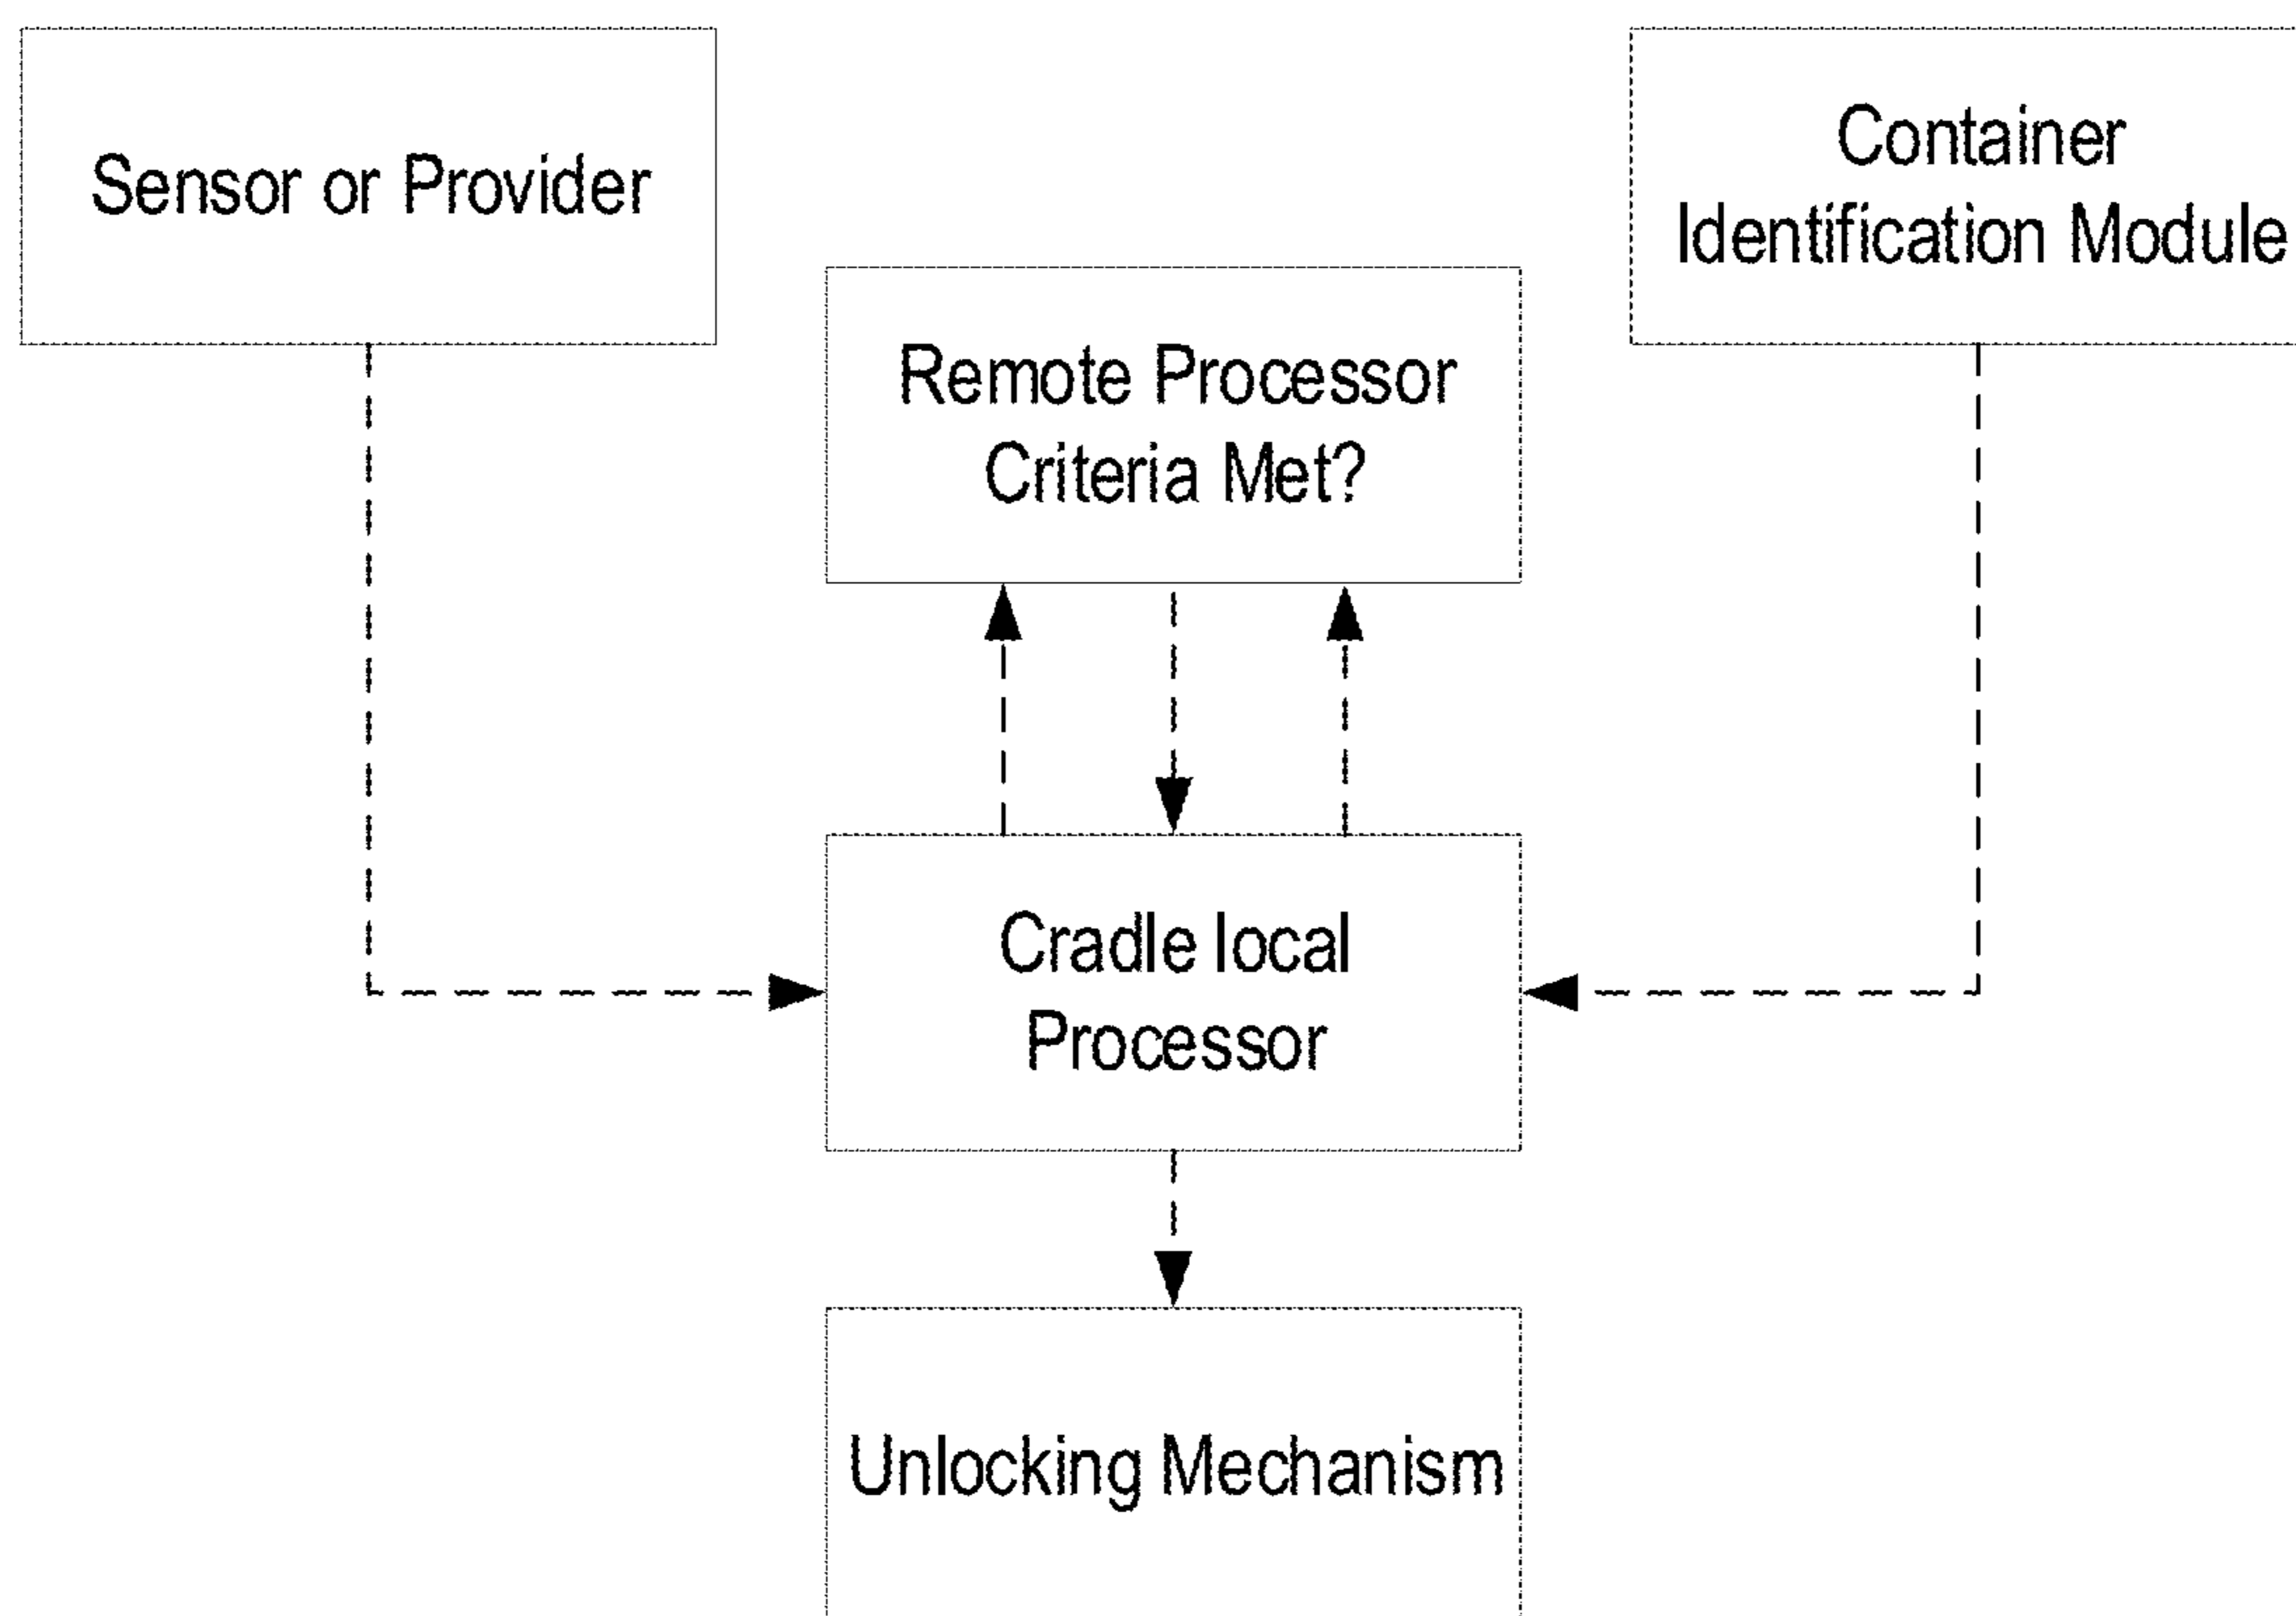 Sensor or Provider
Container
Identification Module
Remote Processor
Criteria Met?
Cradle local
Processor
Unlocking Mechanism